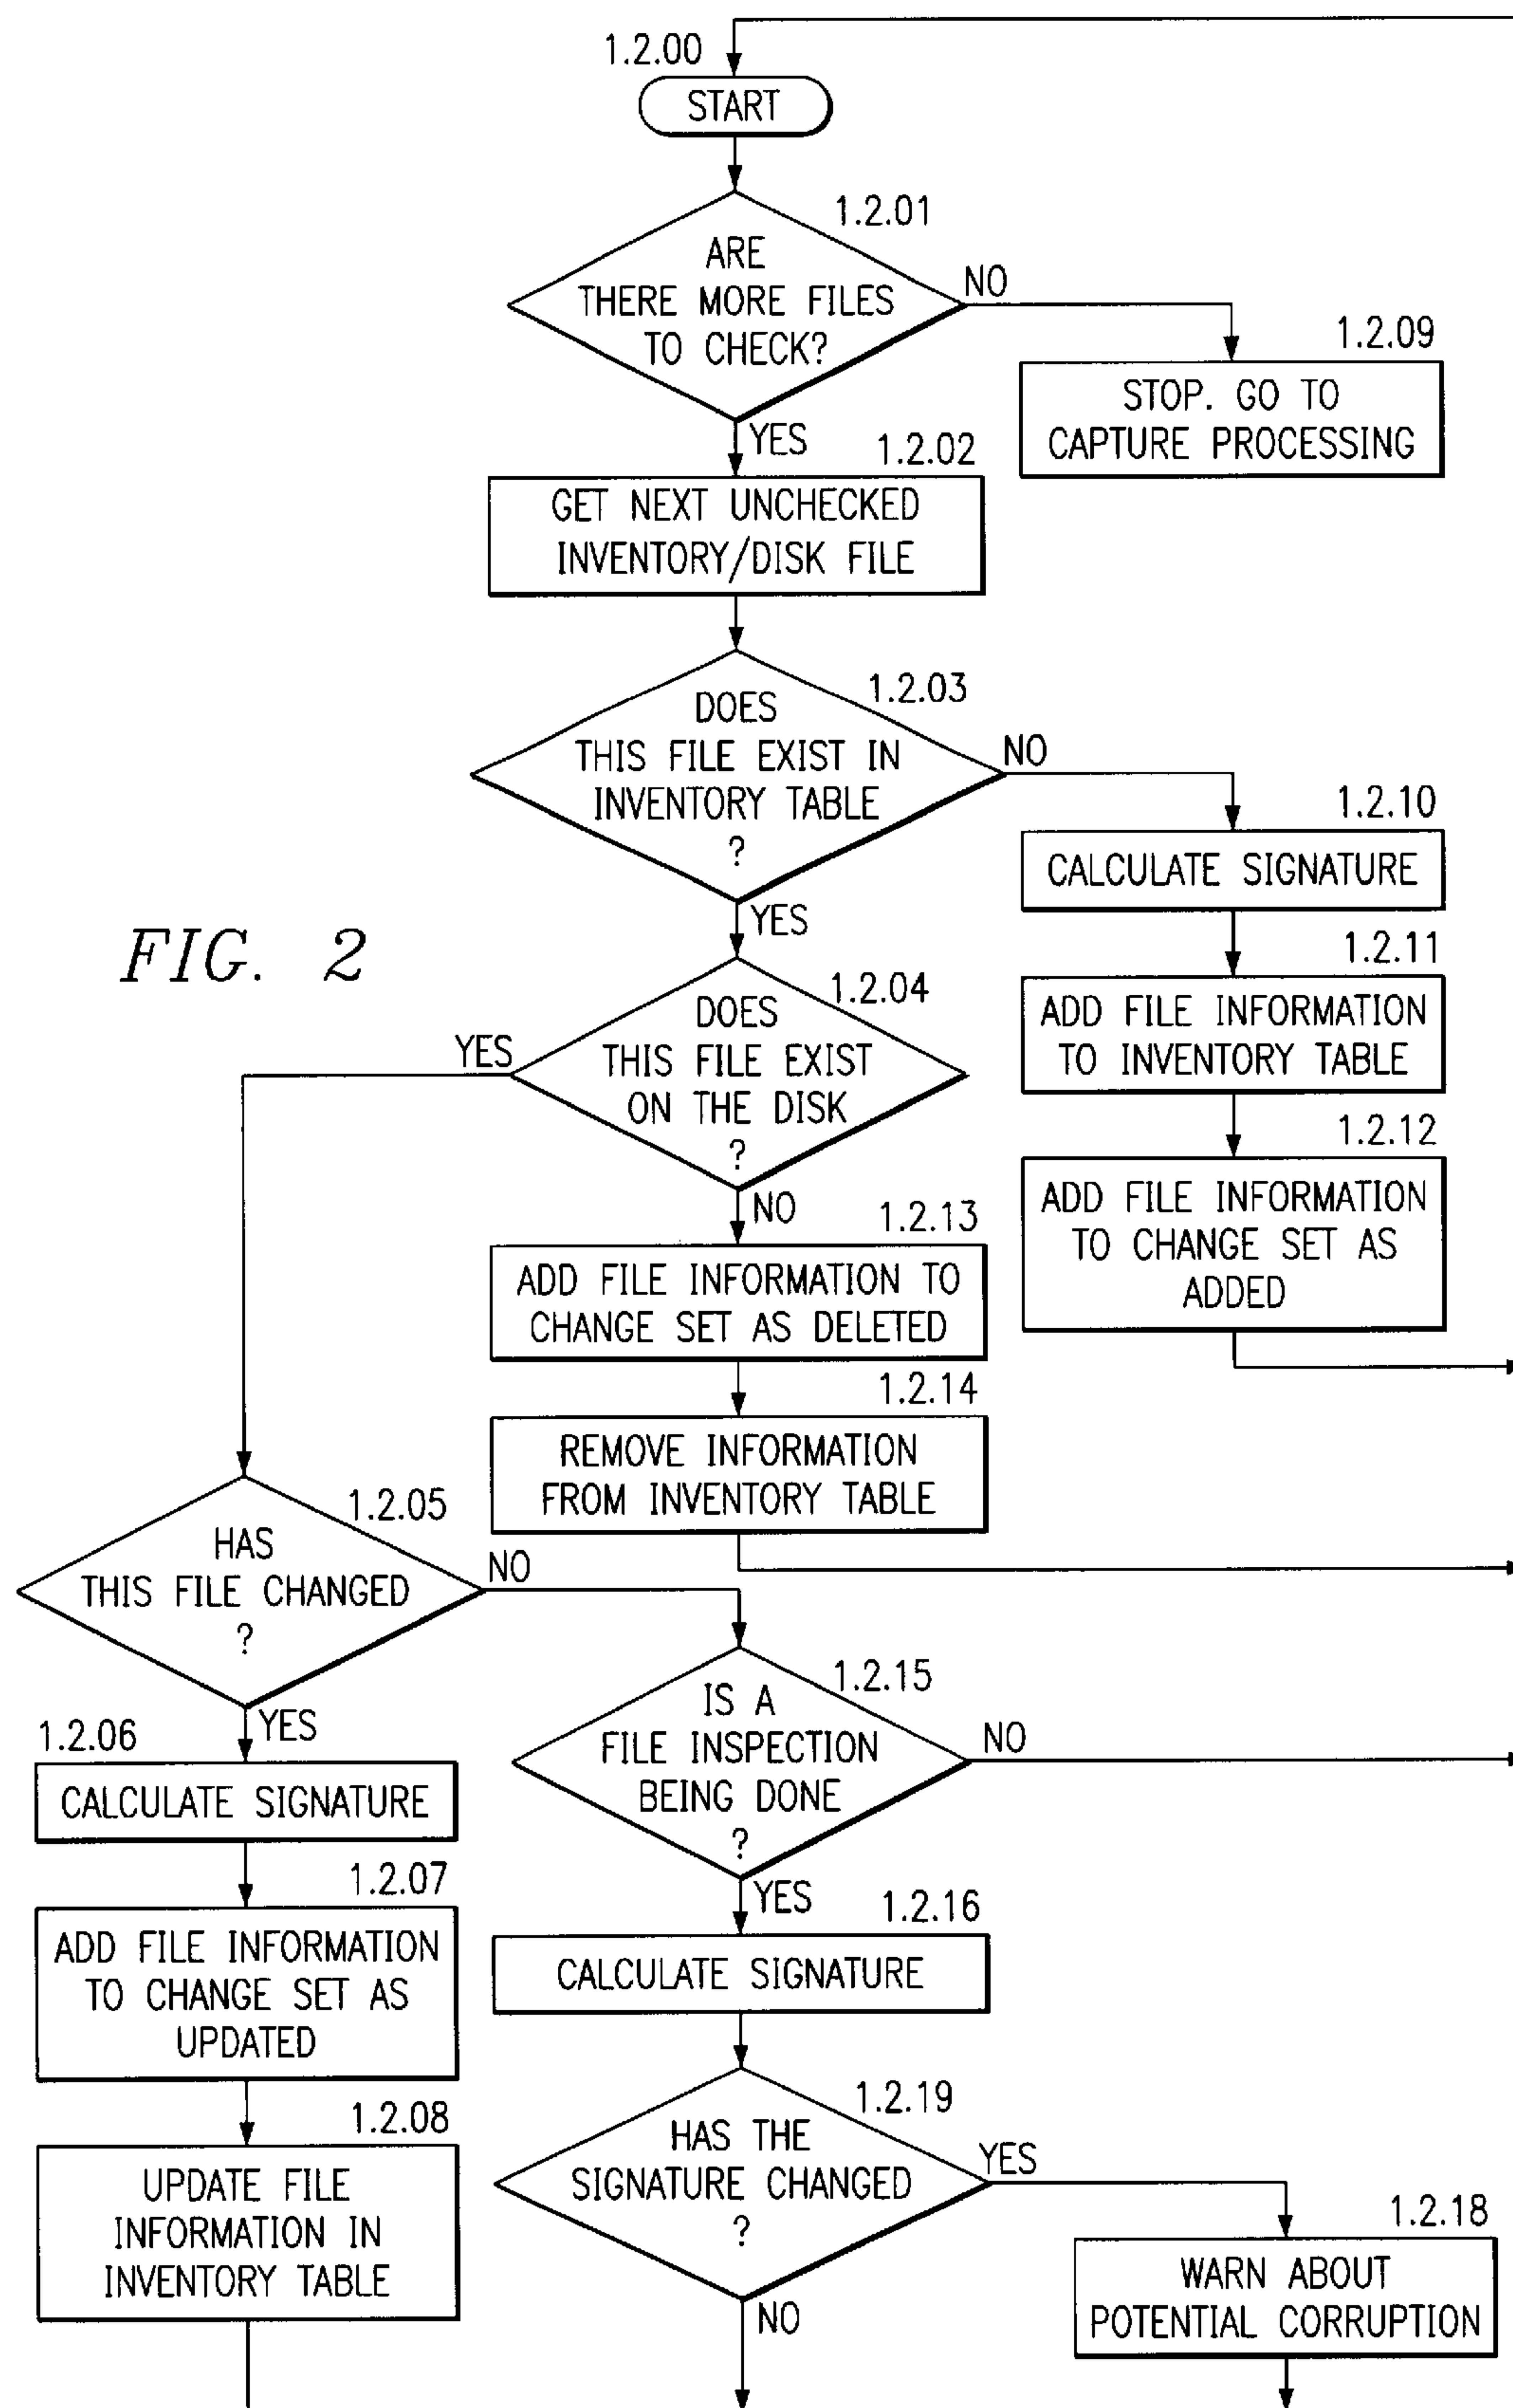 1.2.00
START
1.2.01
ARE
THERE MORE FILES
TO CHECK?
NO
YES
1.2.09
STOP. GO TO
CAPTURE PROCESSING
1.2.02
GET NEXT UNCHECKED
INVENTORY/DISK FILE
1.2.03
DOES
THIS FILE EXIST IN
INVENTORY TABLE
?
NO
YES
1.2.10
CALCULATE SIGNATURE
1.2.11
ADD FILE INFORMATION
TO INVENTORY TABLE
1.2.12
ADD FILE INFORMATION
TO CHANGE SET AS
ADDED
FIG. 2
1.2.04
DOES
THIS FILE EXIST
ON THE DISK
?
YES
NO
1.2.13
ADD FILE INFORMATION TO
CHANGE SET AS DELETED
1.2.14
REMOVE INFORMATION
FROM INVENTORY TABLE
1.2.05
HAS
THIS FILE CHANGED
?
NO
YES
1.2.06
CALCULATE SIGNATURE
1.2.07
ADD FILE INFORMATION
TO CHANGE SET AS
UPDATED
1.2.08
UPDATE FILE
INFORMATION IN
INVENTORY TABLE
1.2.15
IS A
FILE INSPECTION
BEING DONE
?
NO
YES
1.2.16
CALCULATE SIGNATURE
1.2.19
HAS THE
SIGNATURE CHANGED
?
YES
NO
1.2.18
WARN ABOUT
POTENTIAL CORRUPTION